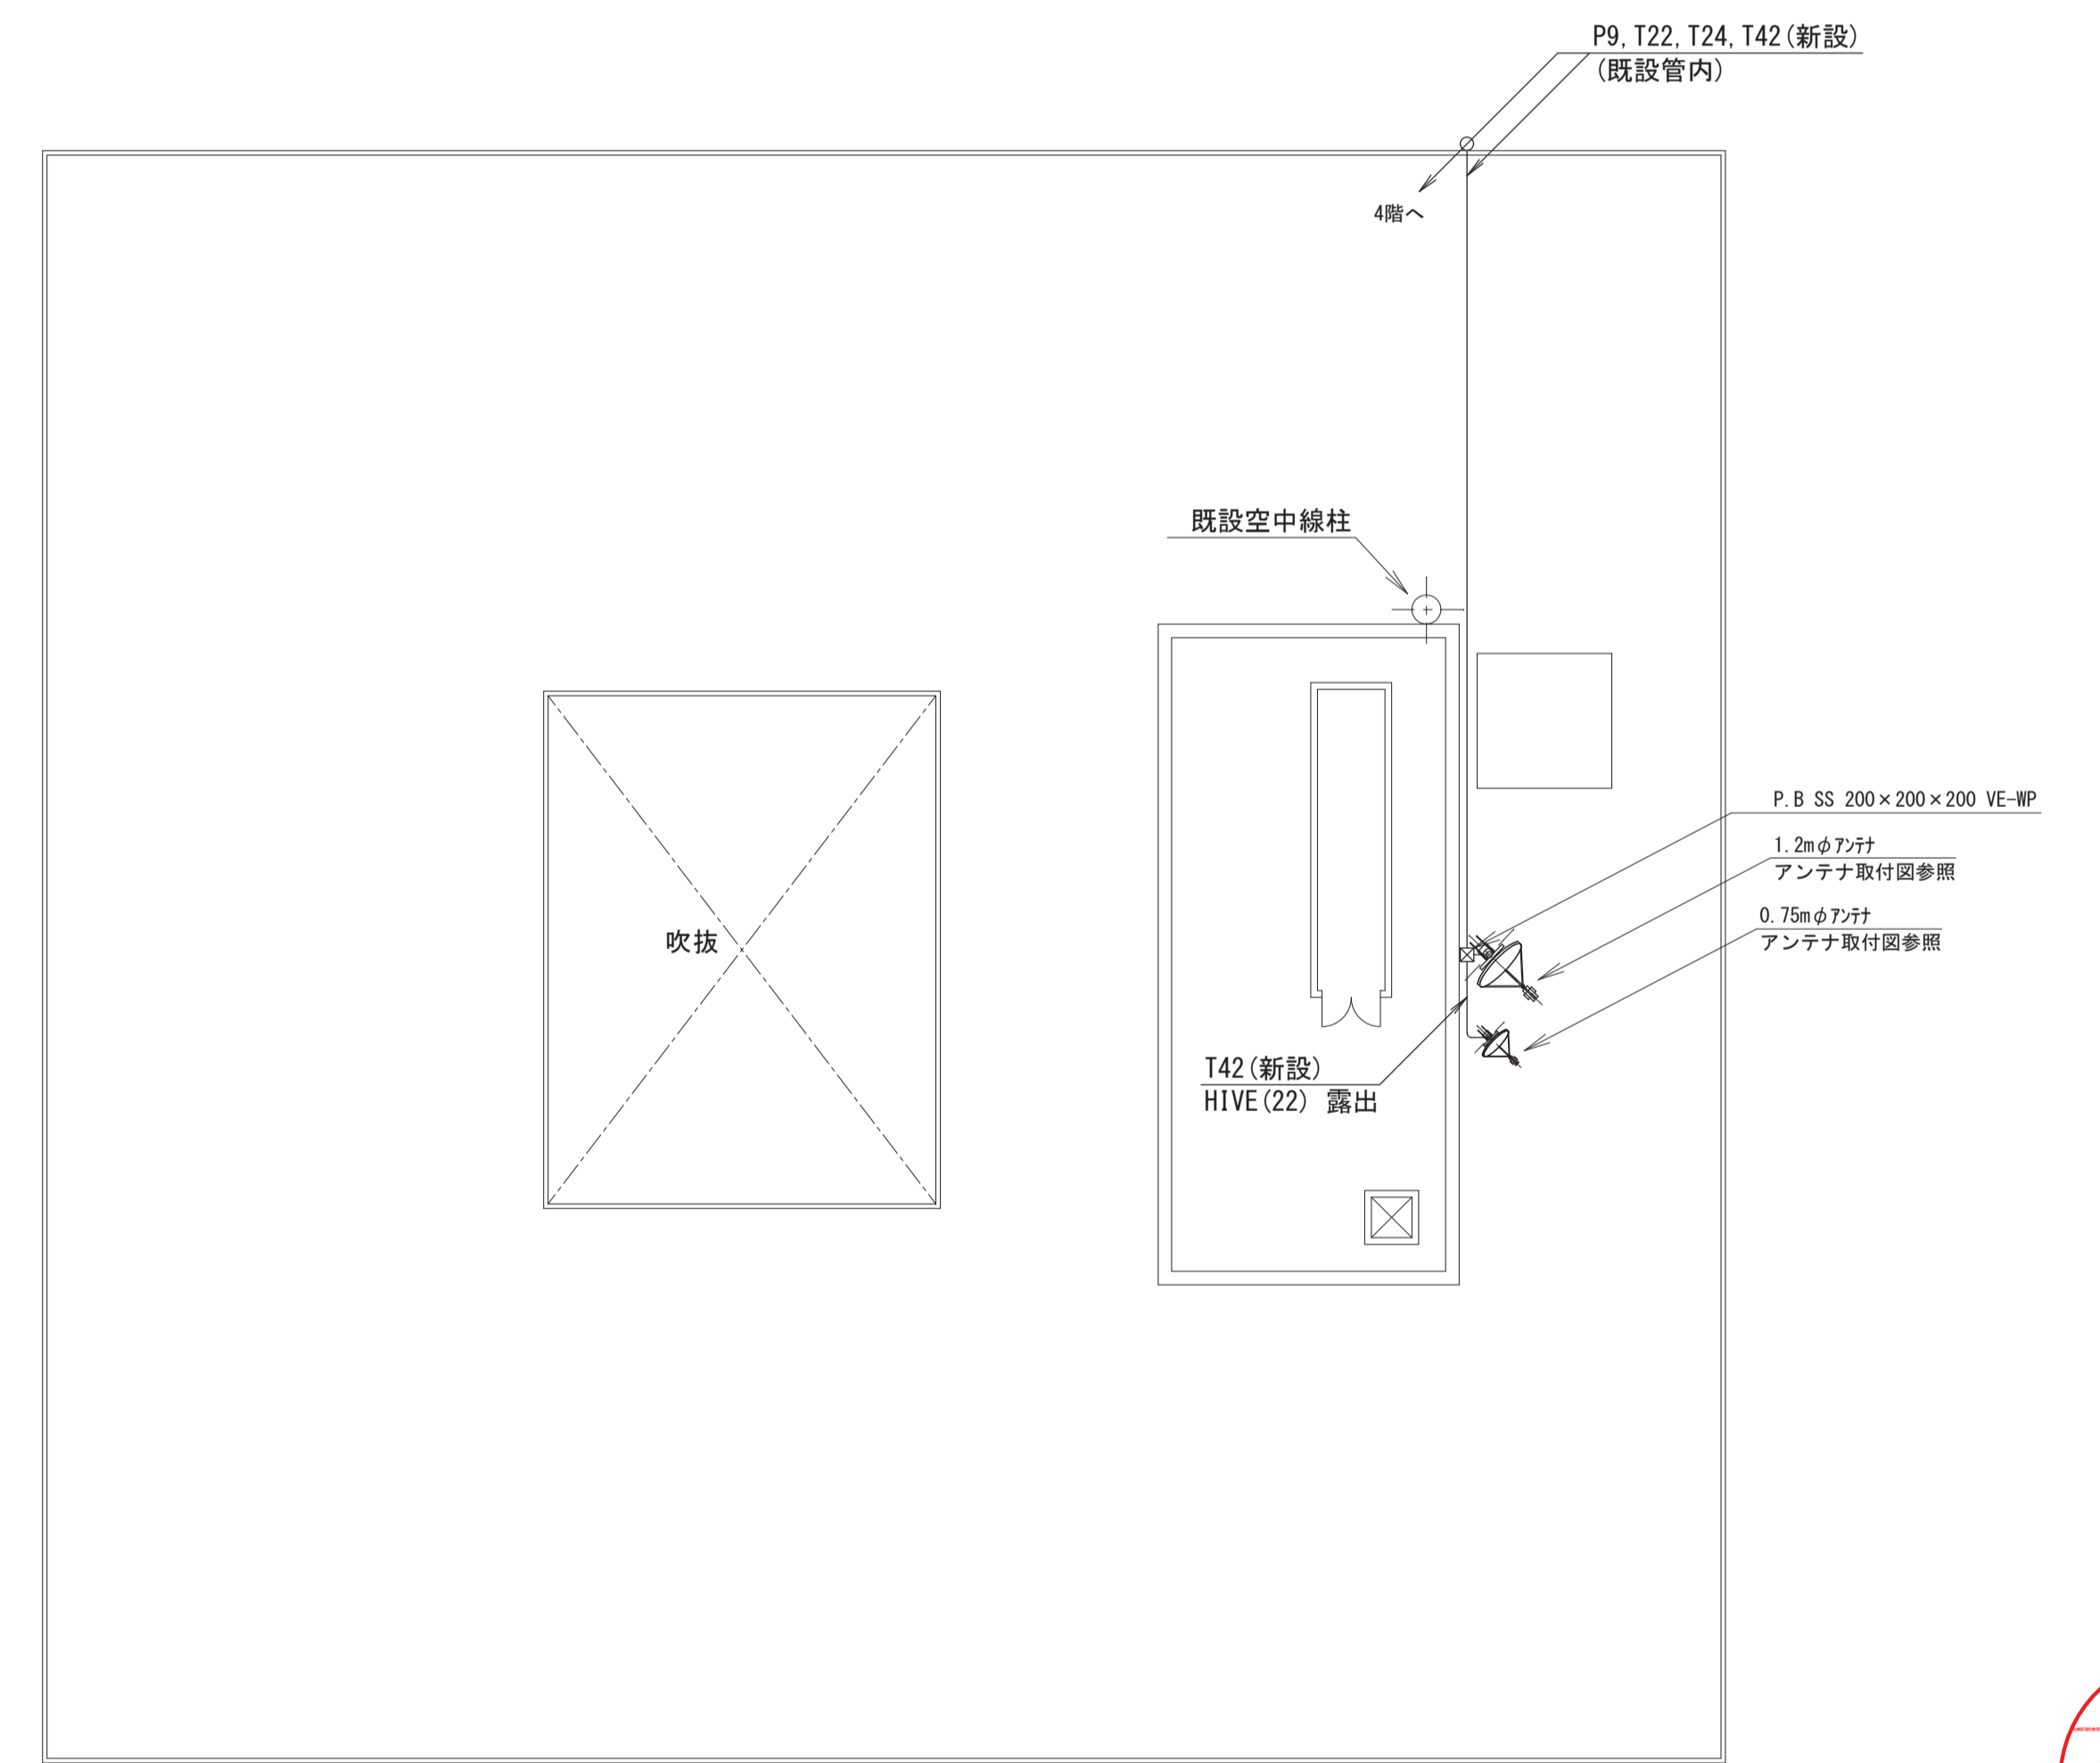 P9, T22, T24, T42(新設)
(既設管内)
4階へ
既設空中線柱
P.B SS 200×200×200 VE-WP
1.2mφｱﾝﾃﾅ
アンテナ取付図参照
0.75mφｱﾝﾃﾅ
アンテナ取付図参照
吹抜
T42(新設)
HIVE(22) 露出